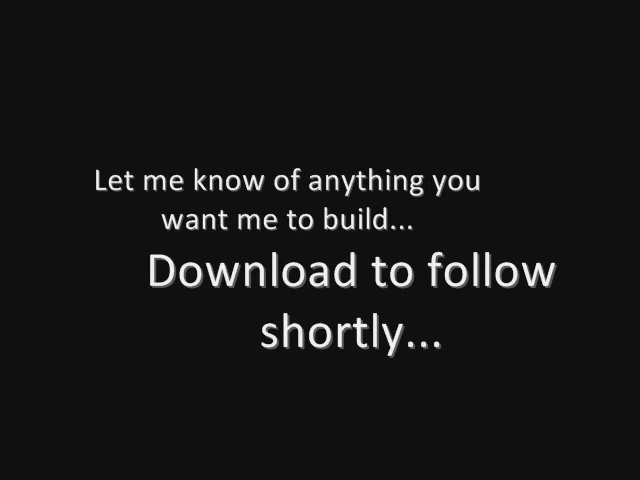 Let me know of anything you
want me to build...
Download to follow
shortly...